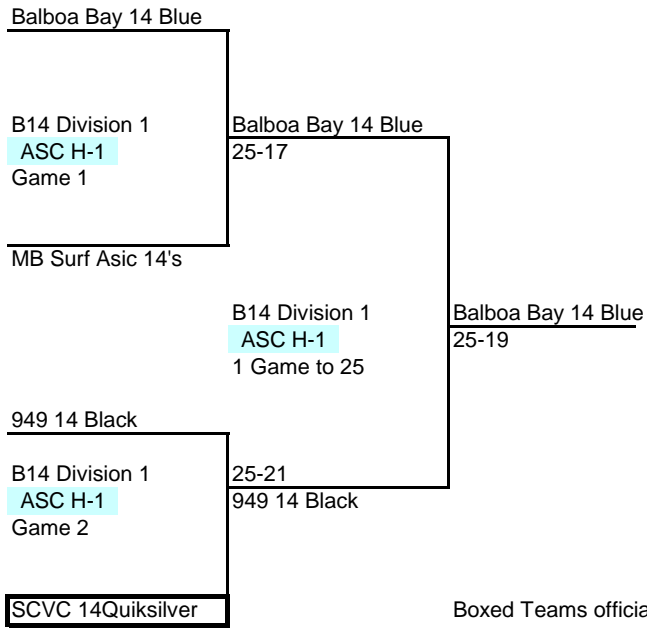 Balboa Bay 14 Blue
B14 Division 1
ASC H-1
Game 1
Balboa Bay 14 Blue
25-17
MB Surf Asic 14's
B14 Division 1
ASC H-1
1 Game to 25
Balboa Bay 14 Blue
25-19
949 14 Black
B14 Division 1
ASC H-1
Game 2
25-21
949 14 Black
SCVC 14Quiksilver
Boxed Teams officia